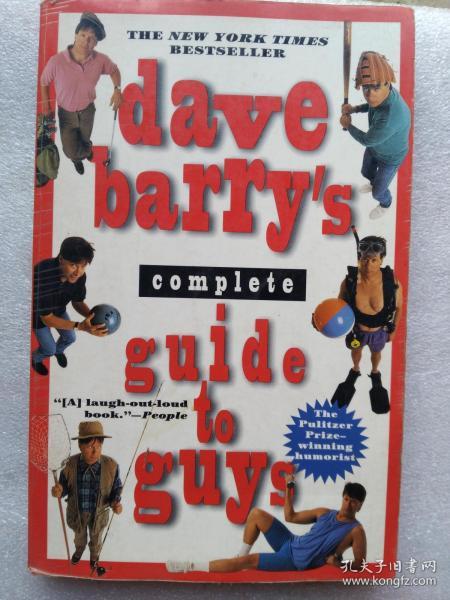 THE NEW YORK TIMES
BESTSELLER
dave
barry's
complete
guide
to
guys
"[A] laugh-out-loud
book."—People
The
Pulitzer
Prize–
winning
humorist
孔夫子旧书网
www.kongfz.com